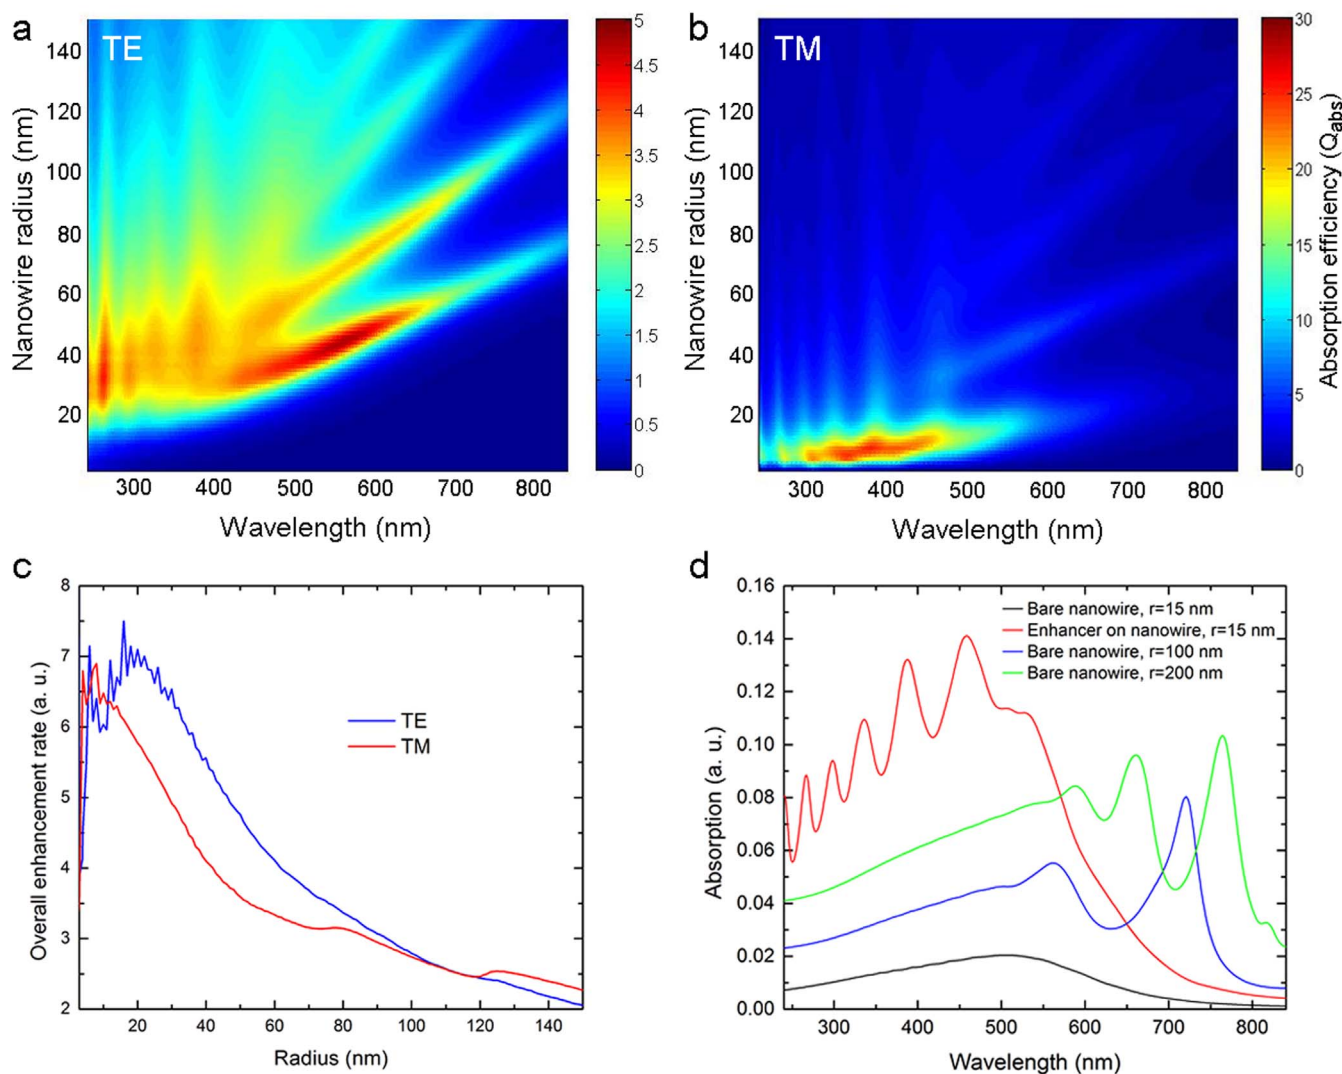 a
TE
Nanowire radius (nm)
140
120
100
80
60
40
20
300 400 500 600 700 800
Wavelength (nm)
5
4.5
4
3.5
3
2.5
2
1.5
1
0.5
0
b
TM
Nanowire radius (nm)
140
120
100
80
60
40
20
300 400 500 600 700 800
Wavelength (nm)
30
25
20
15
10
5
0
Absorption efficiency (Qabs)
c
Overall enhancement rate (a. u.)
8
7
6
5
4
3
2
TE
TM
20 40 60 80 100 120 140
Radius (nm)
d
Absorption (a. u.)
0.16
0.14
0.12
0.10
0.08
0.06
0.04
0.02
0.00
Bare nanowire, r=15 nm
Enhancer on nanowire, r=15 nm
Bare nanowire, r=100 nm
Bare nanowire, r=200 nm
300 400 500 600 700 800
Wavelength (nm)